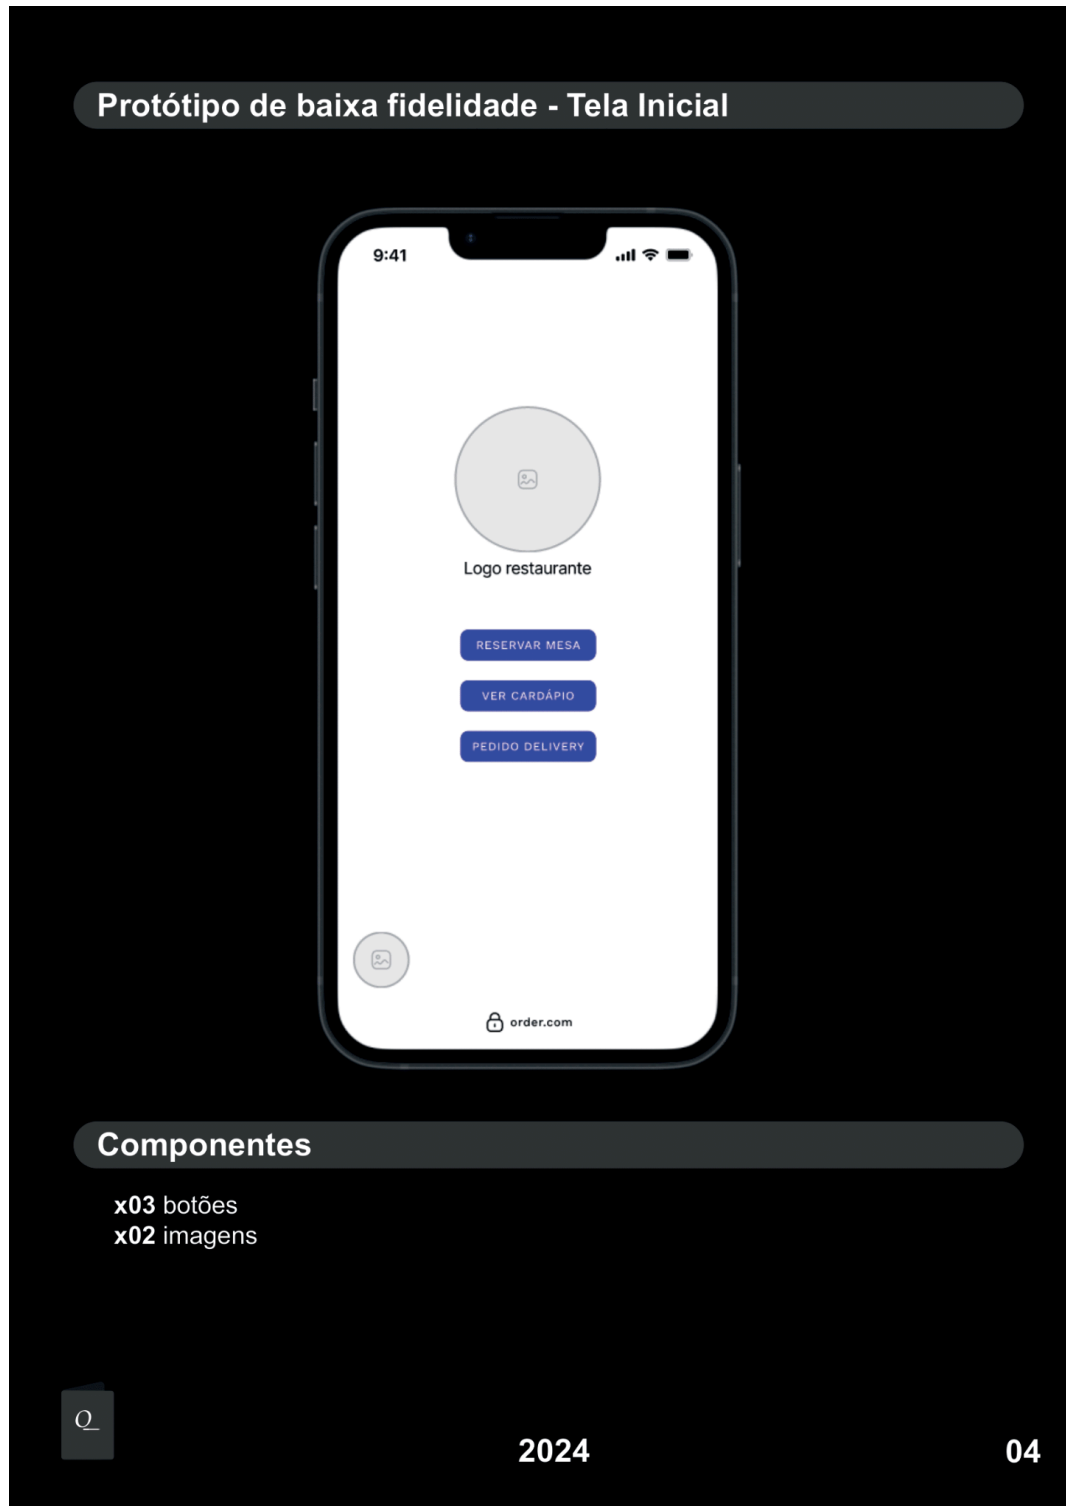 Protótipo de baixa fidelidade - Tela Inicial
9:41
Logo restaurante
RESERVAR MESA
VER CARDÁPIO
PEDIDO DELIVERY
order.com
Componentes
x03 botões
x02 imagens
Q_
2024
04